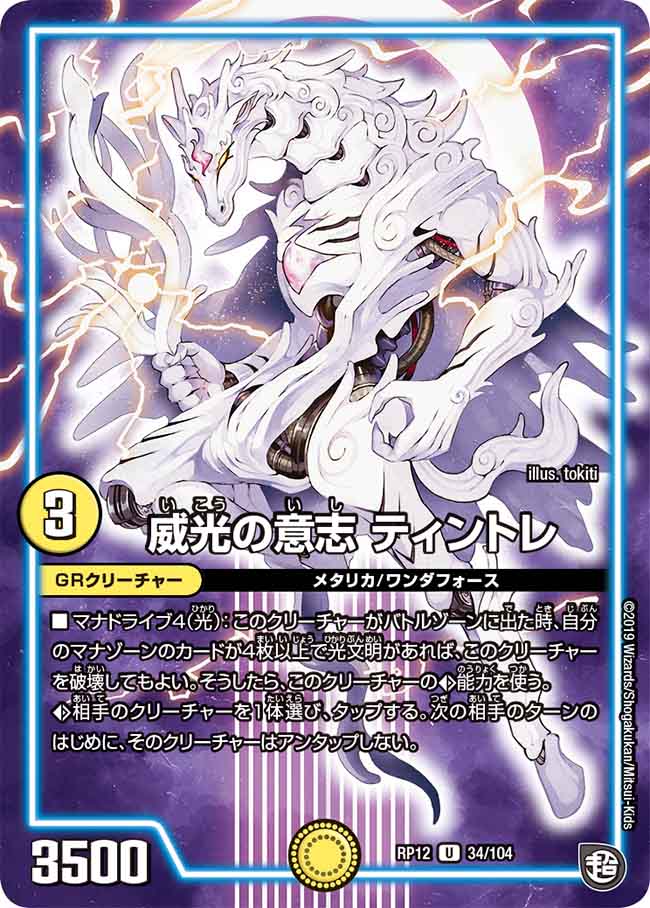 illus. tokiti
3
いこう いし
威光の意志 ティントレ
GRクリーチャー
メタリカ/ワンダフォース
■マナドライブ4(光):このクリーチャーがバトルゾーンに出た時、自分
のマナゾーンのカードが4枚以上で光文明があれば、このクリーチャー
を破壊してもよい。そうしたら、このクリーチャーの能力を使う。
相手のクリーチャーを1体選び、タップする。次の相手のターンの
はじめに、そのクリーチャーはアンタップしない。
©2019 Wizards/Shogakukan/Mitsui-Kids
3500
RP12 U 34/104
超